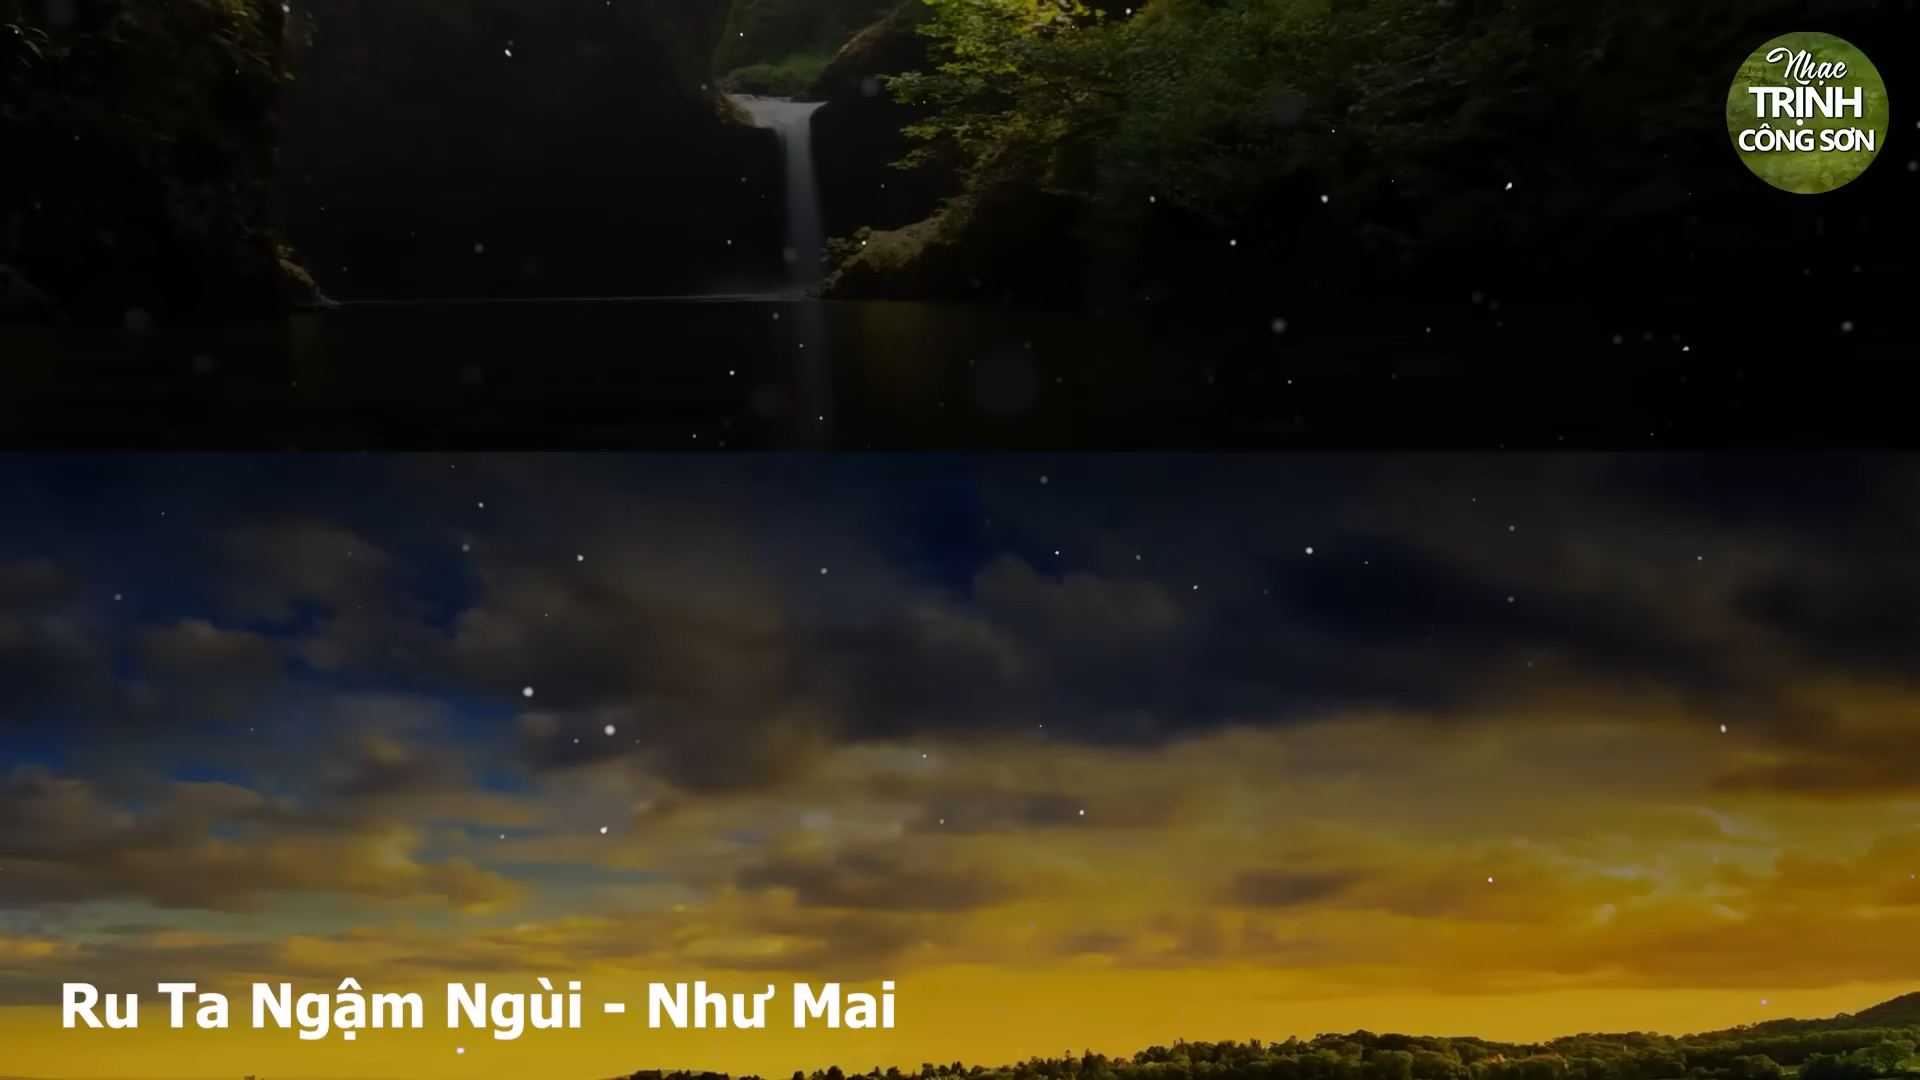 Nhạc
TRỊNH
CÔNG SƠN
Ru Ta Ngậm Ngùi - Như Mai